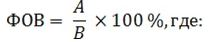 ФОВ = A/B × 100 %, где: